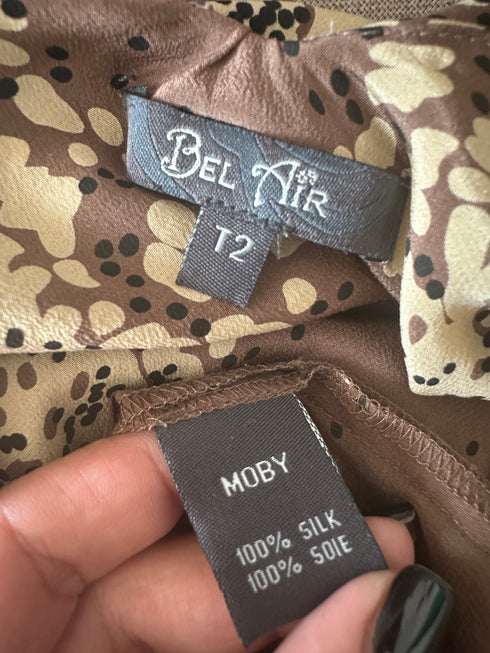 BEL AIR
T2
MOBY
100% SILK
100% SOIE